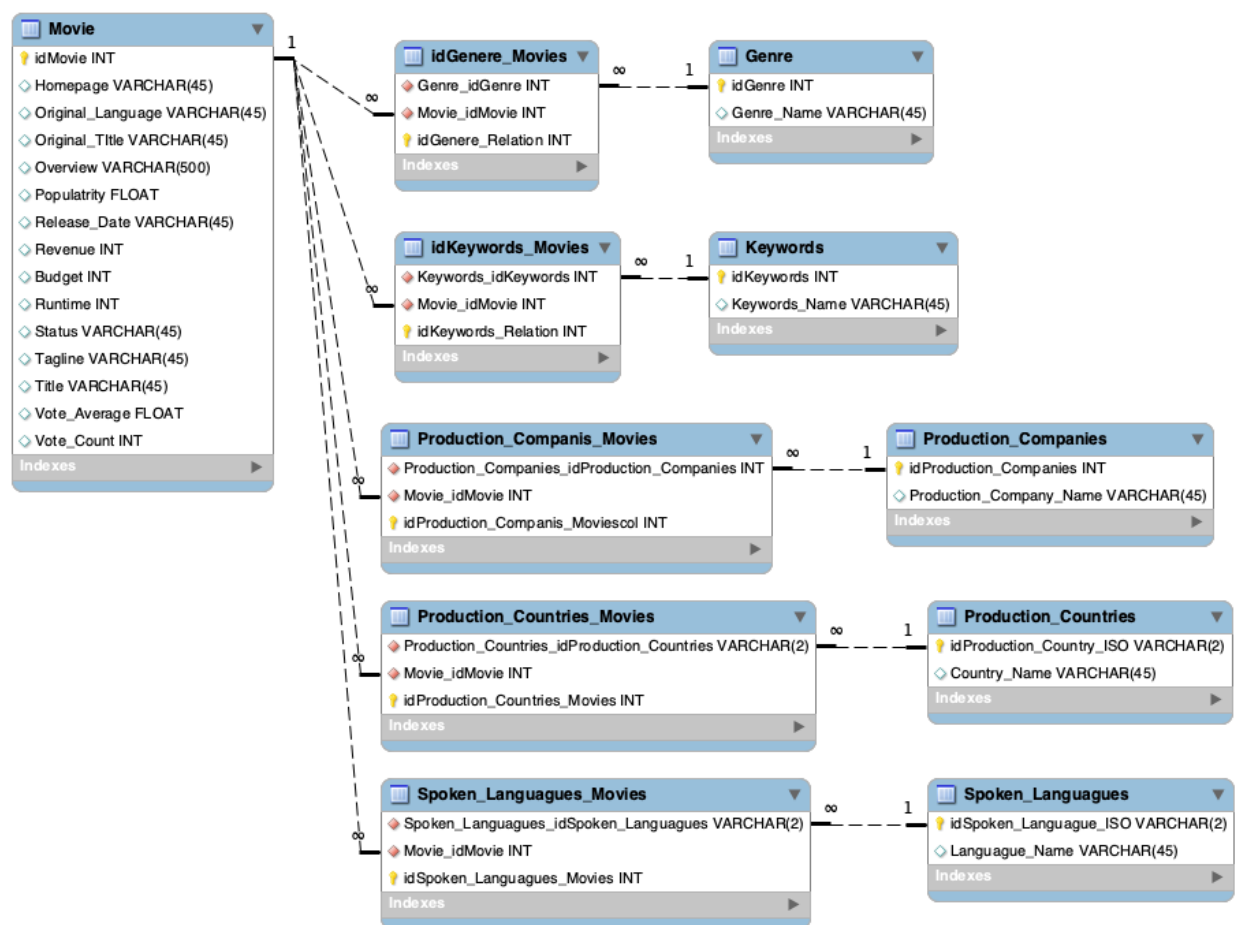 Movie
idMovie INT
Homepage VARCHAR(45)
Original_Language VARCHAR(45)
Original_TItle VARCHAR(45)
Overview VARCHAR(500)
Populatrity FLOAT
Release_Date VARCHAR(45)
Revenue INT
Budget INT
Runtime INT
Status VARCHAR(45)
Tagline VARCHAR(45)
Title VARCHAR(45)
Vote_Average FLOAT
Vote_Count INT
Indexes
1
∞
∞
∞
∞
∞
idGenere_Movies
Genre_idGenre INT
Movie_idMovie INT
idGenere_Relation INT
Indexes
∞ 1
Genre
idGenre INT
Genre_Name VARCHAR(45)
Indexes
idKeywords_Movies
Keywords_idKeywords INT
Movie_idMovie INT
idKeywords_Relation INT
Indexes
∞ 1
Keywords
idKeywords INT
Keywords_Name VARCHAR(45)
Indexes
Production_Companis_Movies
Production_Companies_idProduction_Companies INT
Movie_idMovie INT
idProduction_Companis_Moviescol INT
Indexes
∞ 1
Production_Companies
idProduction_Companies INT
Production_Company_Name VARCHAR(45)
Indexes
Production_Countries_Movies
Production_Countries_idProduction_Countries VARCHAR(2)
Movie_idMovie INT
idProduction_Countries_Movies INT
Indexes
∞ 1
Production_Countries
idProduction_Country_ISO VARCHAR(2)
Country_Name VARCHAR(45)
Indexes
Spoken_Languagues_Movies
Spoken_Languagues_idSpoken_Languagues VARCHAR(2)
Movie_idMovie INT
idSpoken_Languagues_Movies INT
Indexes
∞ 1
Spoken_Languagues
idSpoken_Language_ISO VARCHAR(2)
Languague_Name VARCHAR(45)
Indexes